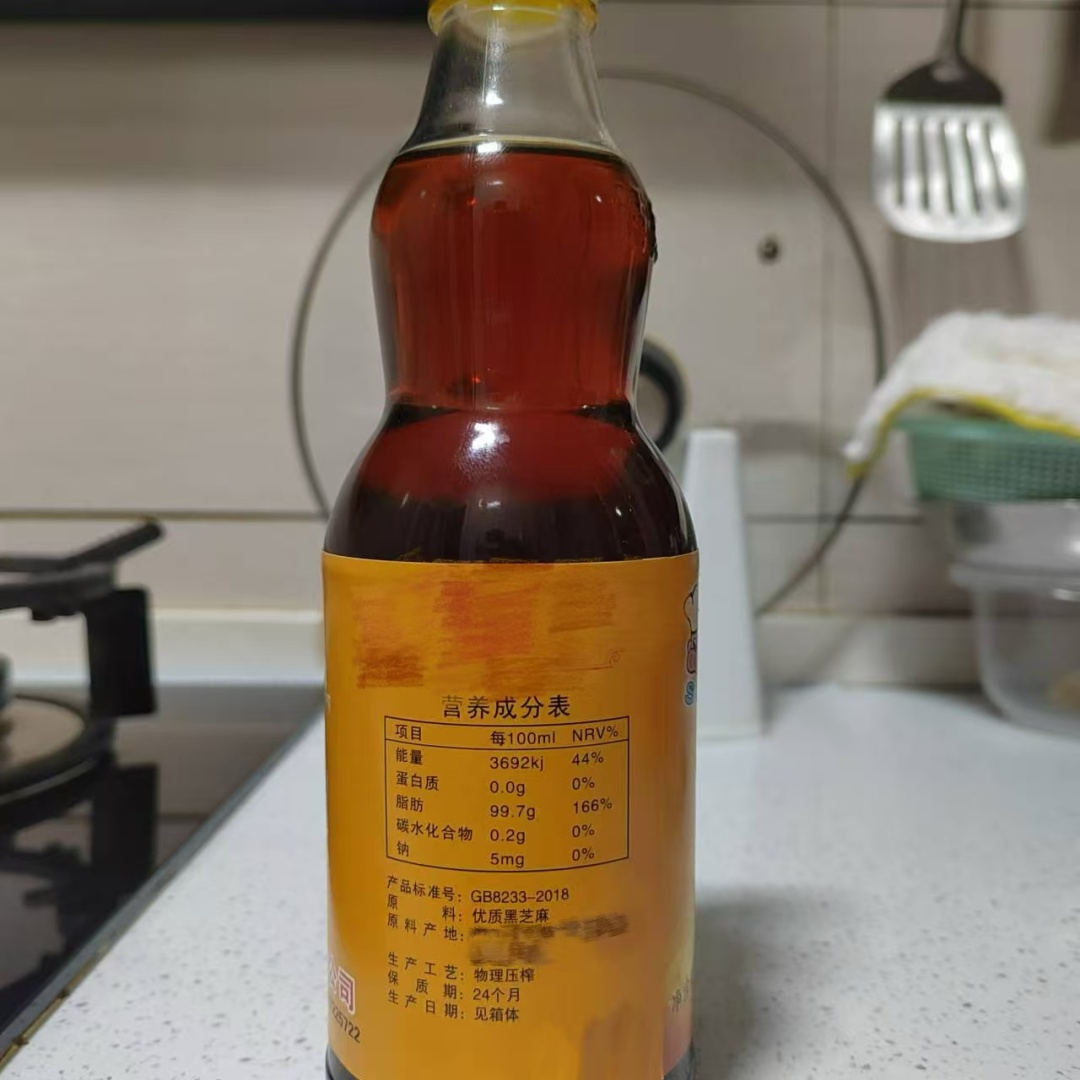 营养成分表
项目 每100ml NRV%
能量 3692kj 44%
蛋白质 0.0g 0%
脂肪 99.7g 166%
碳水化合物 0.2g 0%
钠 5mg 0%
产品标准号：GB8233-2018
原料：优质黑芝麻
原料产地：
生产工艺：物理压榨
保质期：24个月
生产日期：见箱体
公司
225722